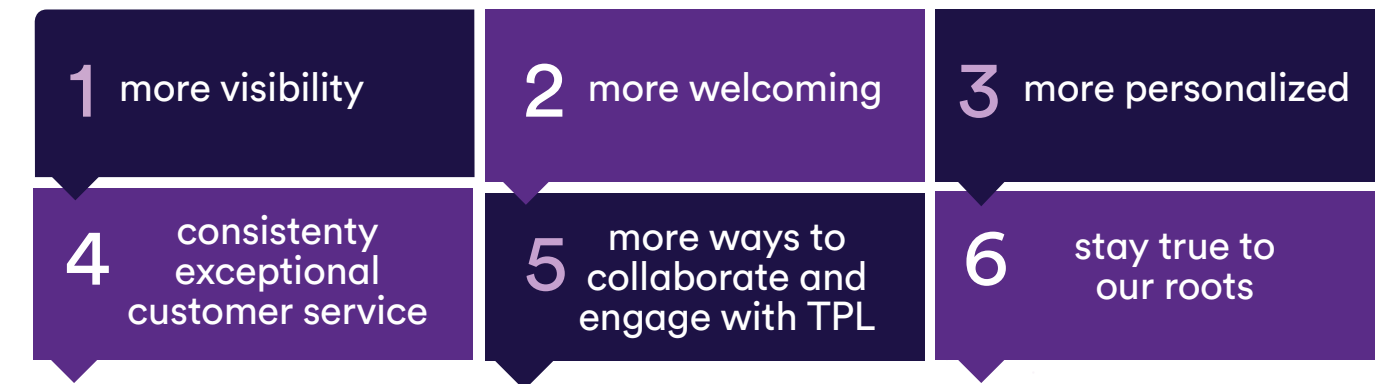 1 more visibility
2 more welcoming
3 more personalized
4 consistenty
exceptional
customer service
5 more ways to
collaborate and
engage with TPL
6 stay true to
our roots